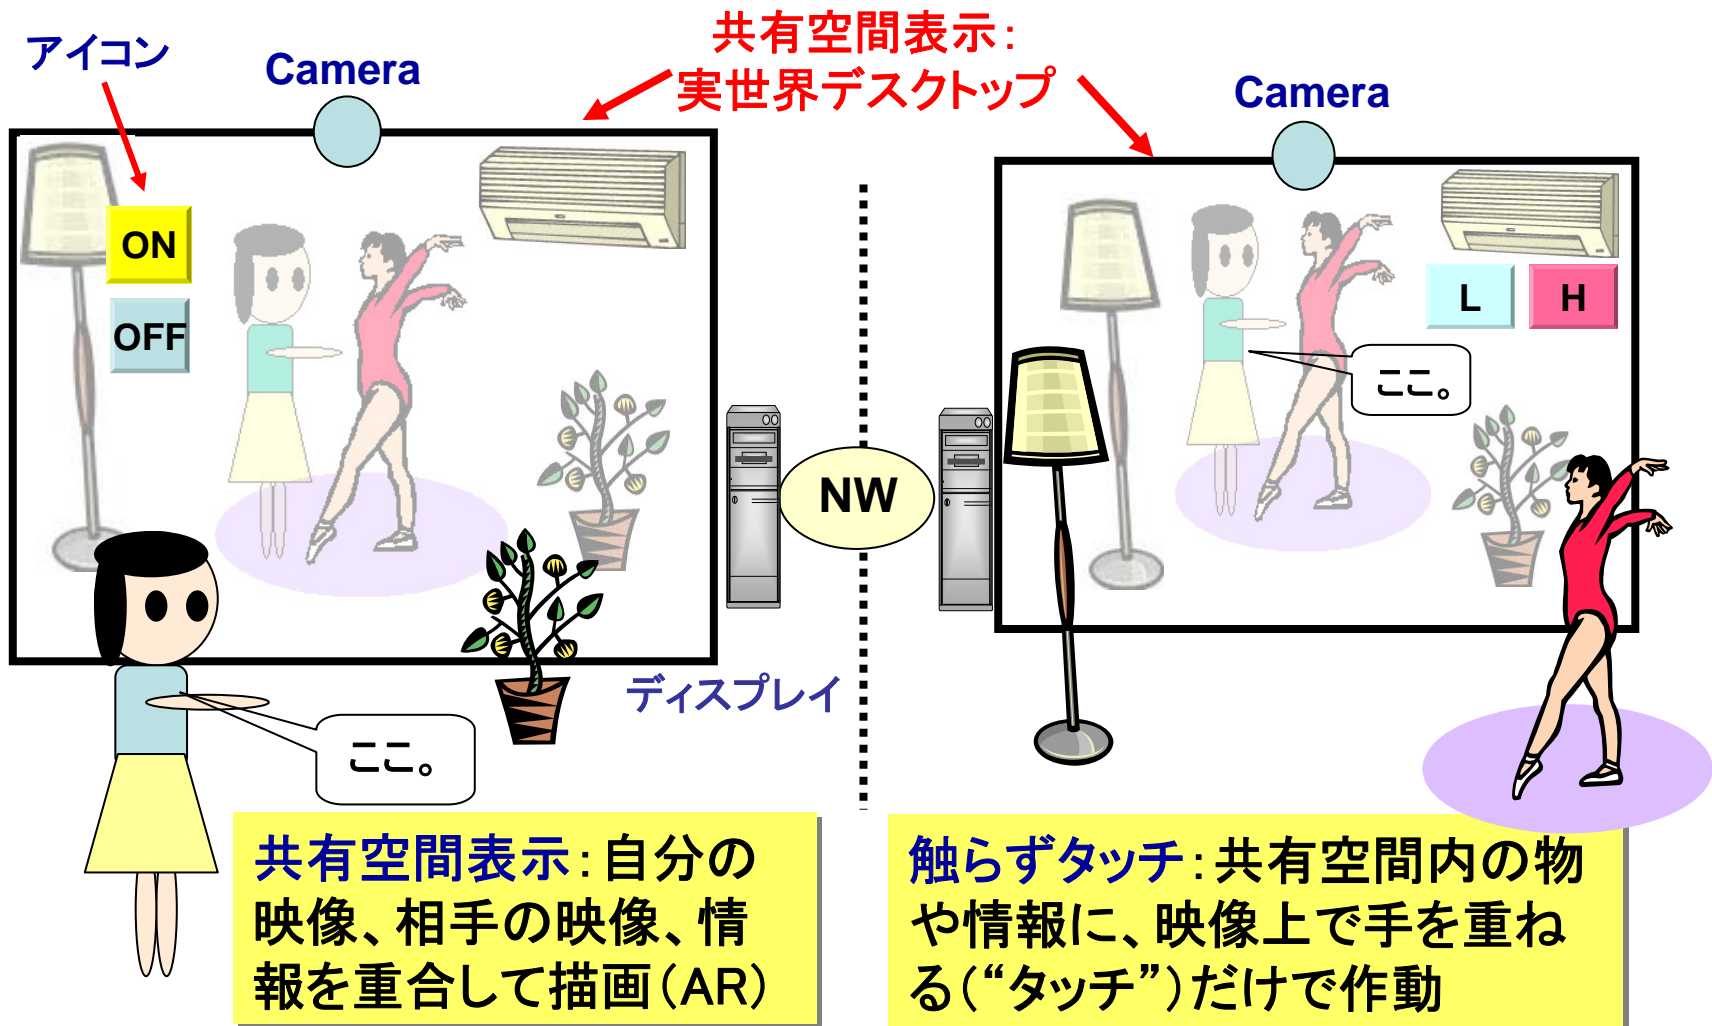 共有空間表示：
実世界デスクトップ
アイコン
Camera
Camera
ON
OFF
L
H
ここ。
NW
ディスプレイ
ここ。
共有空間表示：自分の
映像、相手の映像、情
報を重合して描画（AR）
触らずタッチ：共有空間内の物
や情報に、映像上で手を重ね
る（“タッチ”）だけで作動